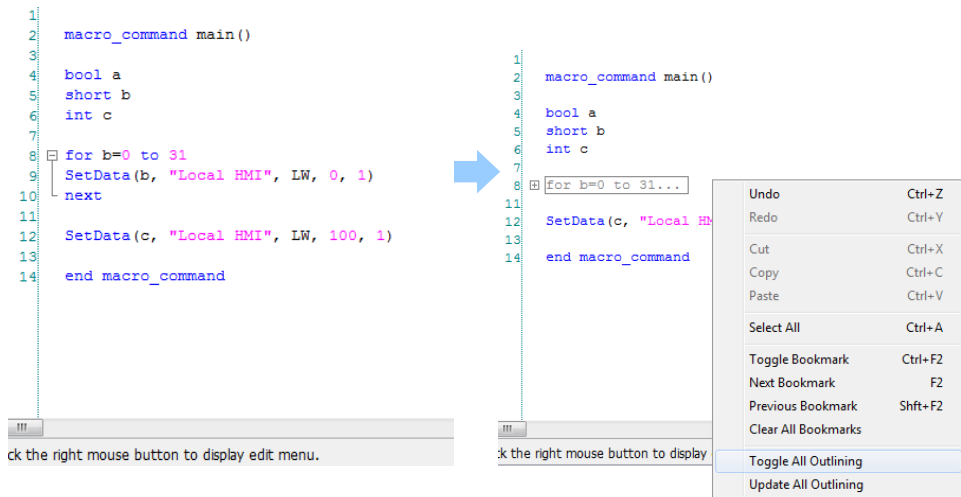 1
2 macro_command main()
3
4 bool a
5 short b
6 int c
7
8 for b=0 to 31
9 SetData(b, "Local HMI", LW, 0, 1)
10 next
11
12 SetData(c, "Local HMI", LW, 100, 1)
13
14 end macro_command
ck the right mouse button to display edit menu.
1
2 macro_command main()
3
4 bool a
5 short b
6 int c
7
8 for b=0 to 31...
11
12 SetData(c, "Local HM
13
14 end macro_command
ck the right mouse button to display
Undo Ctrl+Z
Redo Ctrl+Y
Cut Ctrl+X
Copy Ctrl+C
Paste Ctrl+V
Select All Ctrl+A
Toggle Bookmark Ctrl+F2
Next Bookmark F2
Previous Bookmark Shft+F2
Clear All Bookmarks
Toggle All Outlining
Update All Outlining